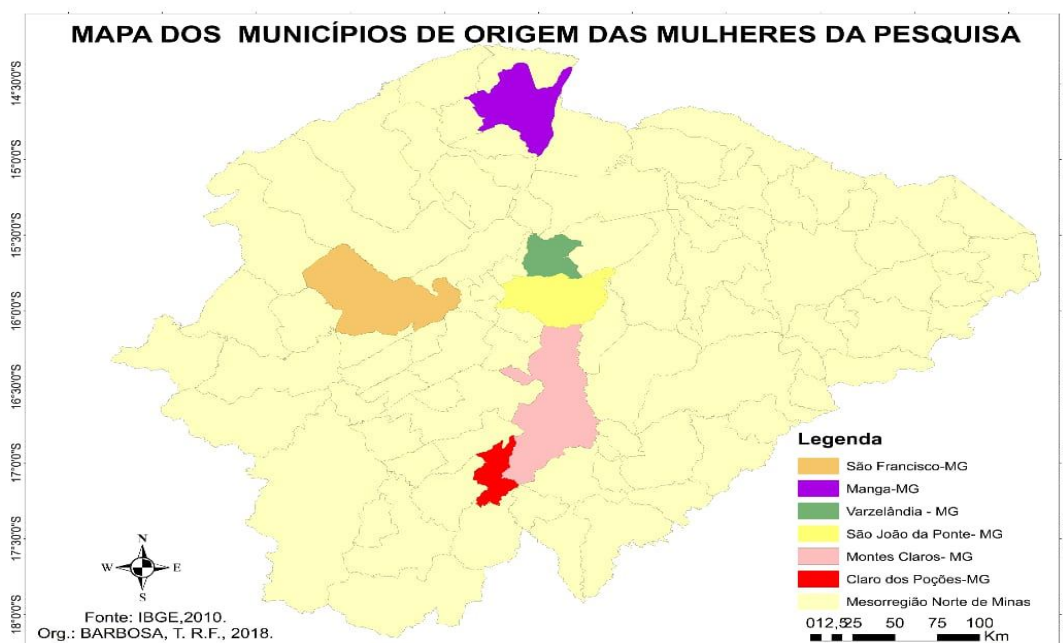 MAPA DOS MUNICÍPIOS DE ORIGEM DAS MULHERES DA PESQUISA
14°30'0"S
15°0'0"S
15°30'0"S
16°0'0"S
16°30'0"S
17°0'0"S
17°30'0"S
18°0'0"S
Legenda
São Francisco-MG
Manga-MG
Varzelândia - MG
São João da Ponte- MG
Montes Claros- MG
Claro dos Poções-MG
Mesorregião Norte de Minas
N
W E
S
Fonte: IBGE,2010.
Org.: BARBOSA, T. R.F., 2018.
0 12,5 25 50 75 100
Km